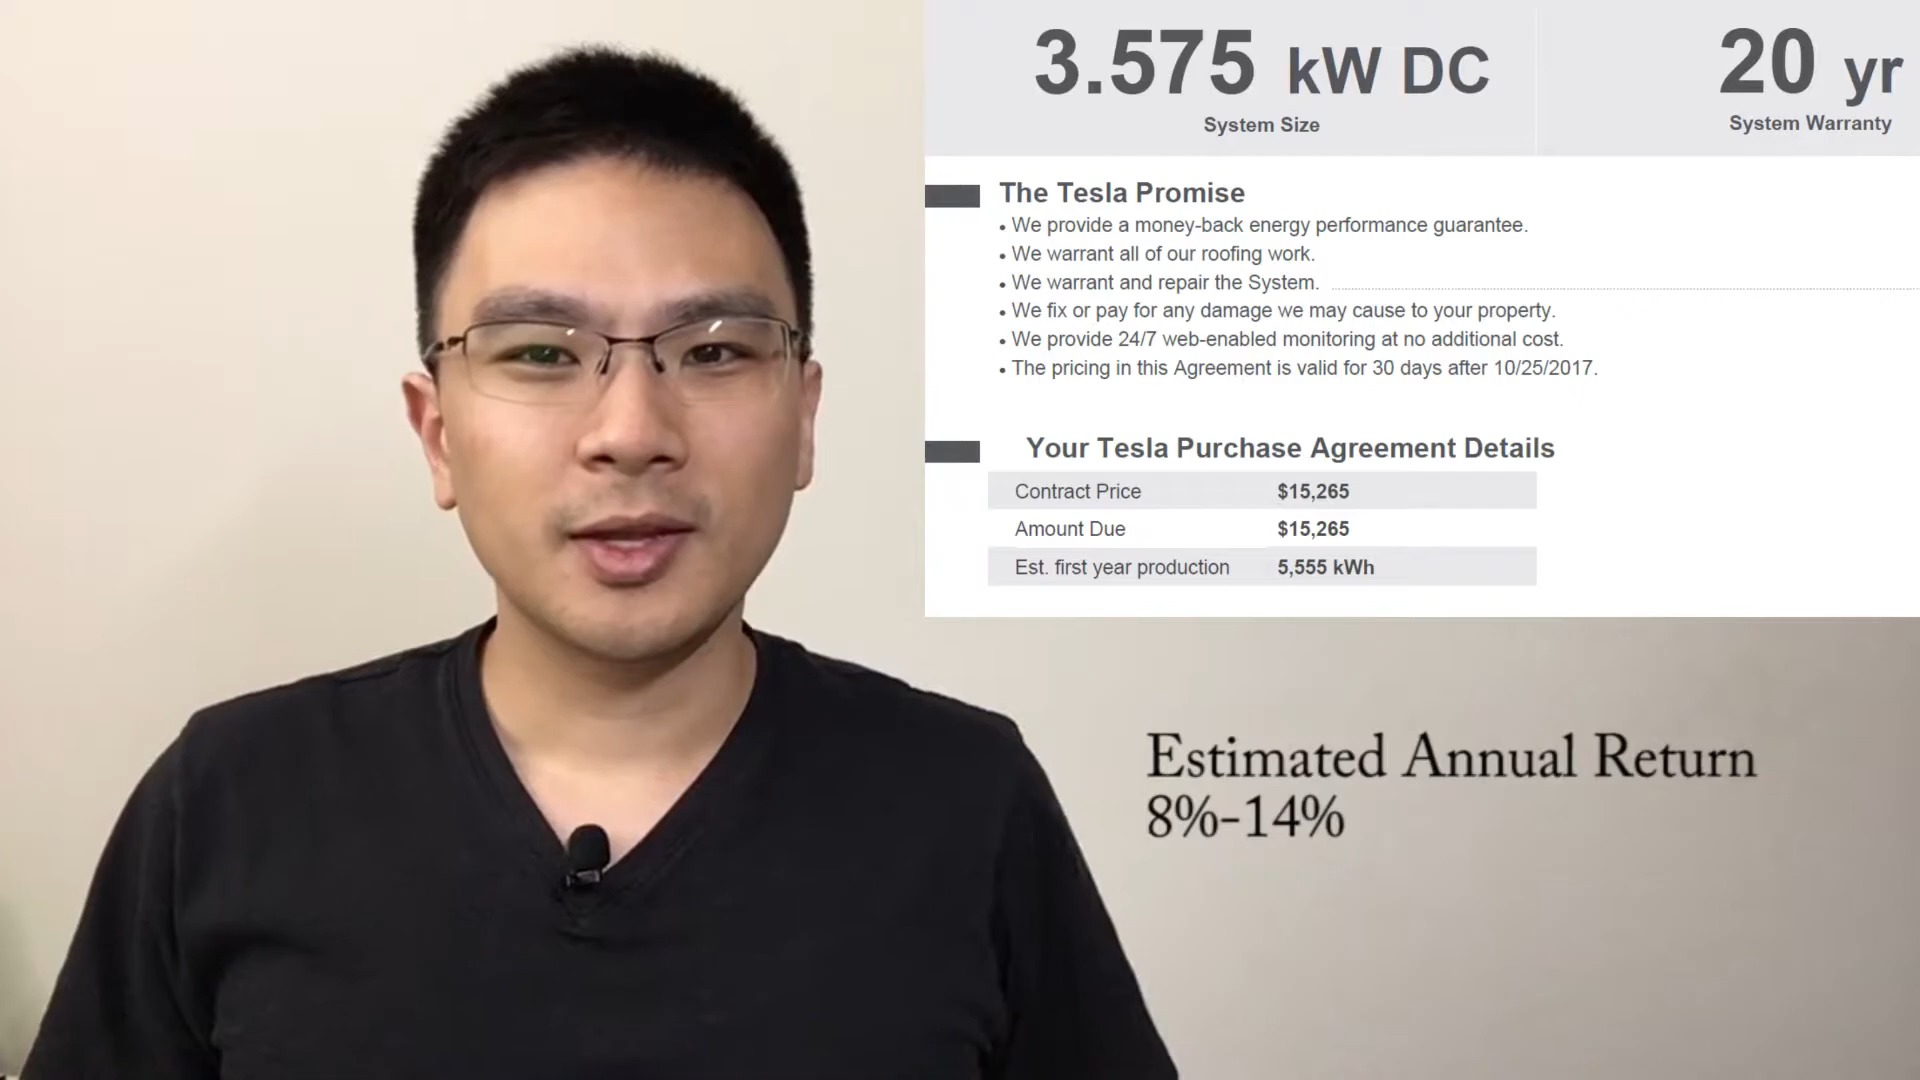 3.575 kW DC
System Size
20 yr
System Warranty
The Tesla Promise
• We provide a money-back energy performance guarantee.
• We warrant all of our roofing work.
• We warrant and repair the System.
• We fix or pay for any damage we may cause to your property.
• We provide 24/7 web-enabled monitoring at no additional cost.
• The pricing in this Agreement is valid for 30 days after 10/25/2017.
Your Tesla Purchase Agreement Details
Contract Price $15,265
Amount Due $15,265
Est. first year production 5,555 kWh
Estimated Annual Return
8%-14%